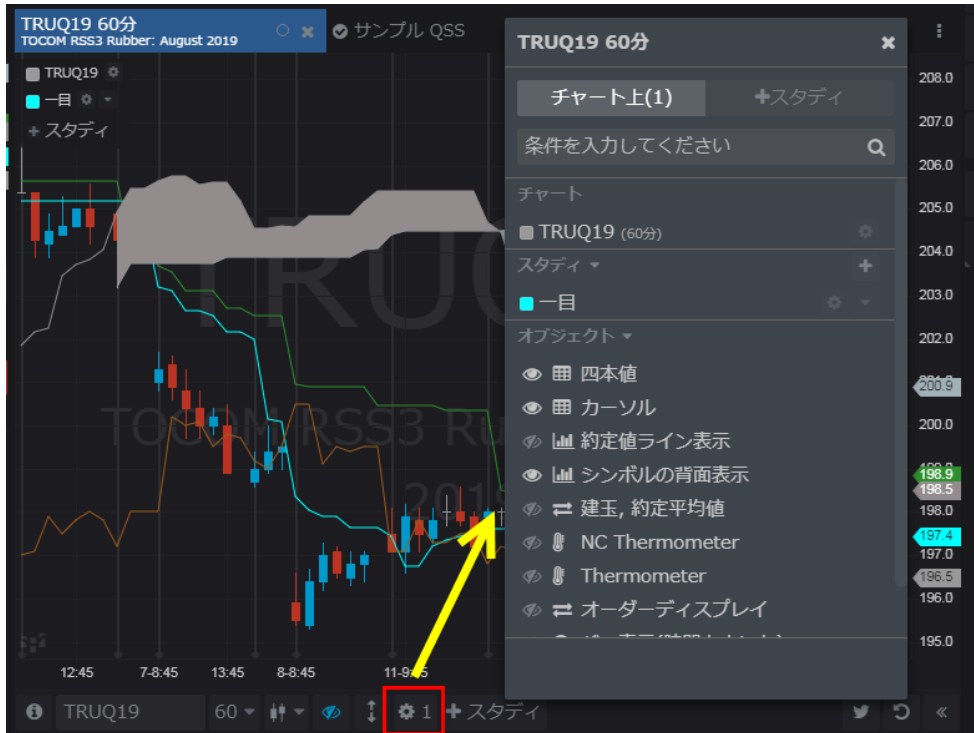 TRUQ19 60分
TOCOM RSS3 Rubber: August 2019
サンプル QSS
TRUQ19
一目
+ スタディ
TRUQ
TOCOM RSS3 Ru
2019
TRUQ19 60分
チャート上(1)
+スタディ
条件を入力してください
チャート
TRUQ19 (60分)
スタディ
一目
オブジェクト
四本値
カーソル
約定値ライン表示
シンボルの背面表示
建玉, 約定平均値
NC Thermometer
Thermometer
オーダーディスプレイ
208.0
207.0
206.0
205.0
204.0
203.0
202.0
200.9
200.0
198.9
198.5
198.0
197.4
197.0
196.5
196.0
195.0
12:45
7-8:45
13:45
8-8:45
TRUQ19
60
1
+ スタディ